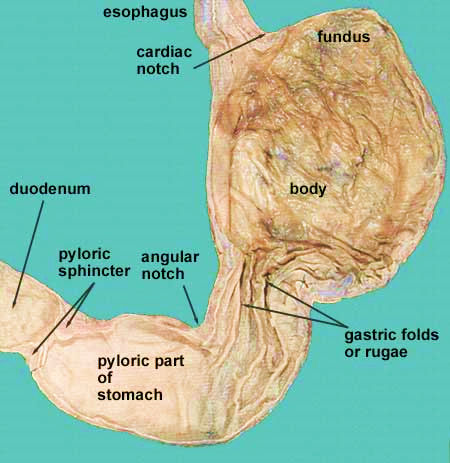 esophagus
fundus
cardiac
notch
body
duodenum
pyloric
sphincter
angular
notch
gastric folds
or rugae
pyloric part
of
stomach